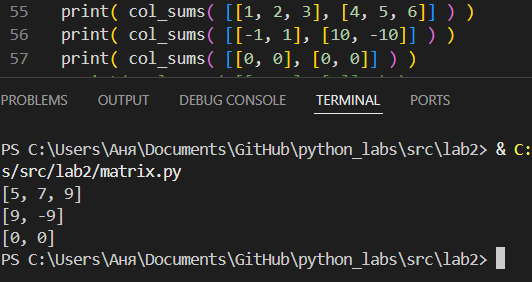 55 print( col_sums( [[1, 2, 3], [4, 5, 6]] ) )
56 print( col_sums( [[-1, 1], [10, -10]] ) )
57 print( col_sums( [[0, 0], [0, 0]] ) )
PROBLEMS OUTPUT DEBUG CONSOLE TERMINAL PORTS
PS C:\Users\Аня\Documents\GitHub\python_labs\src\lab2> & C:
s/src/lab2/matrix.py
[5, 7, 9]
[9, -9]
[0, 0]
PS C:\Users\Аня\Documents\GitHub\python_labs\src\lab2>